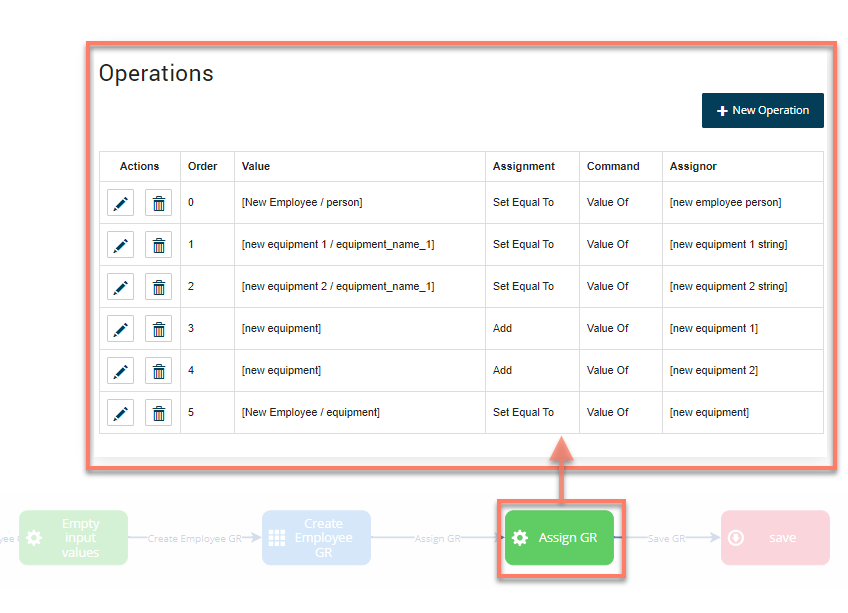 Operations
New Operation
Actions Order Value Assignment Command Assignor
0 [New Employee / person] Set Equal To Value Of [new employee person]
1 [new equipment 1 / equipment_name_1] Set Equal To Value Of [new equipment 1 string]
2 [new equipment 2 / equipment_name_1] Set Equal To Value Of [new equipment 2 string]
3 [new equipment] Add Value Of [new equipment 1]
4 [new equipment] Add Value Of [new equipment 2]
5 [New Employee / equipment] Set Equal To Value Of [new equipment]
Empty
input
values
Create Employee GR
Create
Employee
GR
Assign GR
Assign GR
Save GR
save